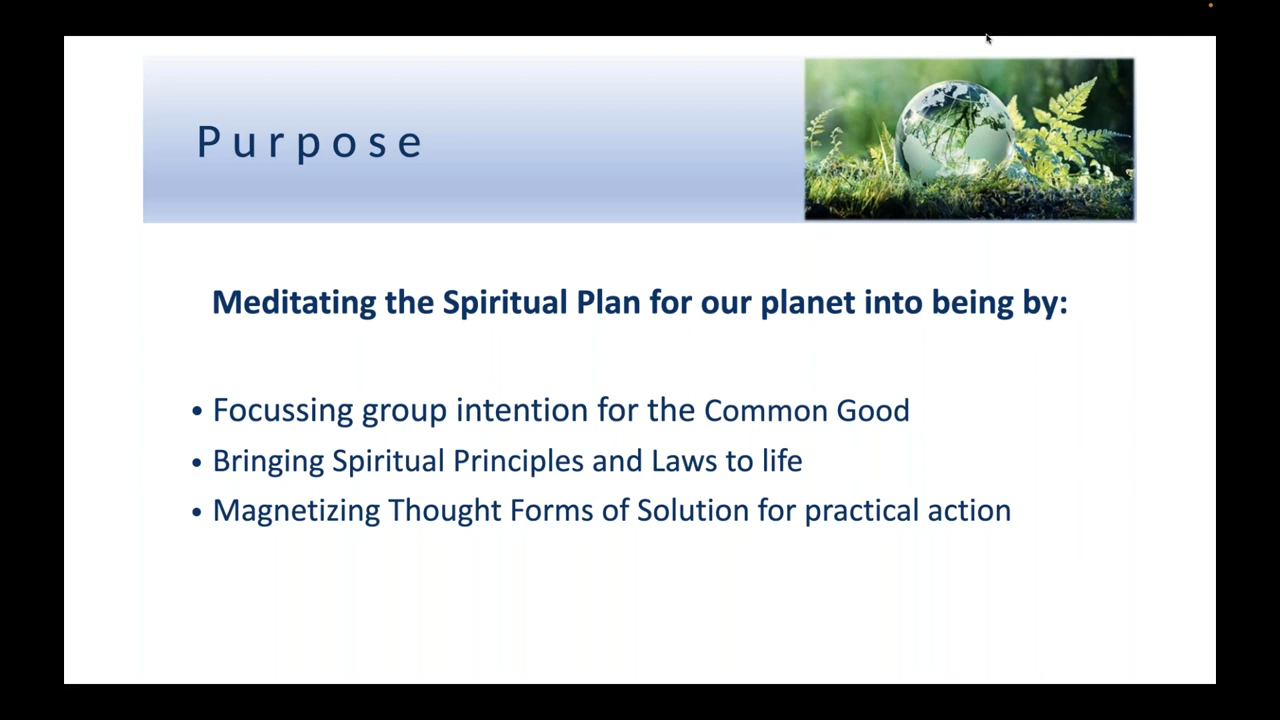 Purpose
Meditating the Spiritual Plan for our planet into being by:
• Focussing group intention for the Common Good
• Bringing Spiritual Principles and Laws to life
• Magnetizing Thought Forms of Solution for practical action